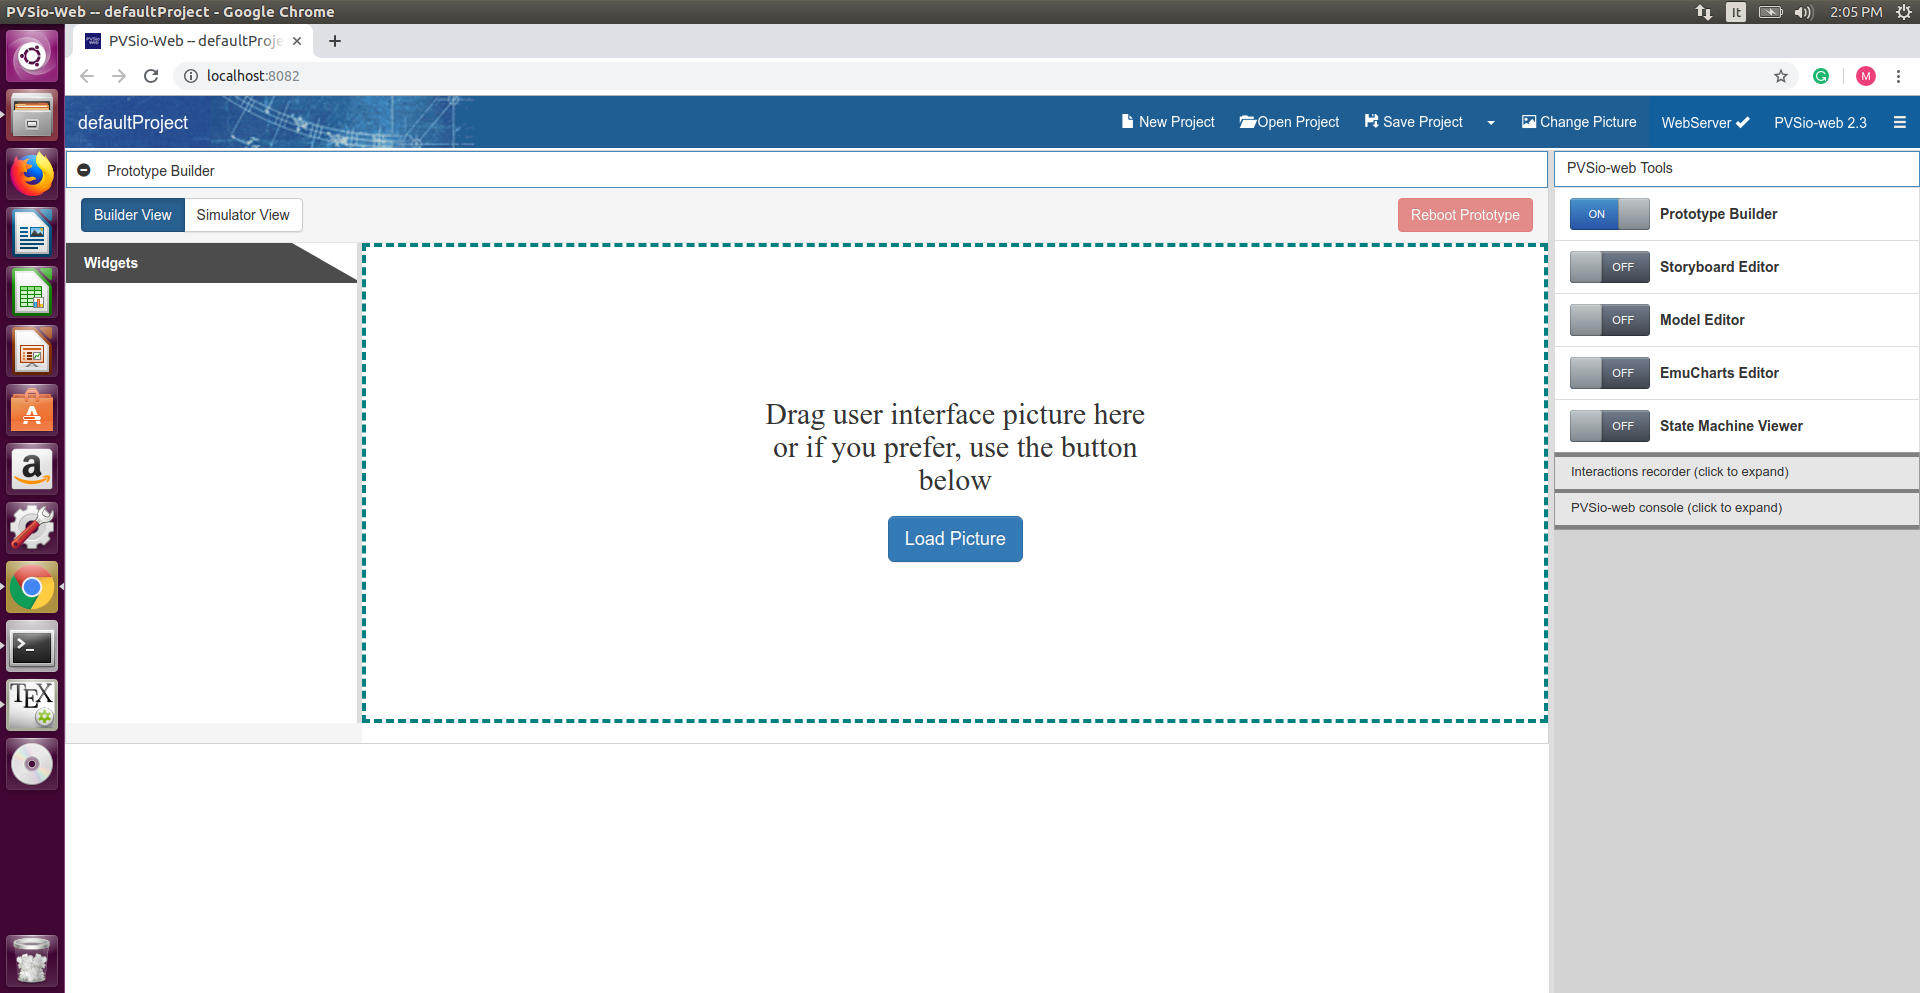 PVSio-Web -- defaultProject - Google Chrome
It
2:05 PM
PVSio-Web -- defaultProje
localhost:8082
M
defaultProject
New Project
Open Project
Save Project
Change Picture
WebServer
PVSio-web 2.3
Prototype Builder
Builder View
Simulator View
Reboot Prototype
Widgets
Drag user interface picture here
or if you prefer, use the button
below
Load Picture
PVSio-web Tools
ON
Prototype Builder
OFF
Storyboard Editor
OFF
Model Editor
OFF
EmuCharts Editor
OFF
State Machine Viewer
Interactions recorder (click to expand)
PVSio-web console (click to expand)
TEX